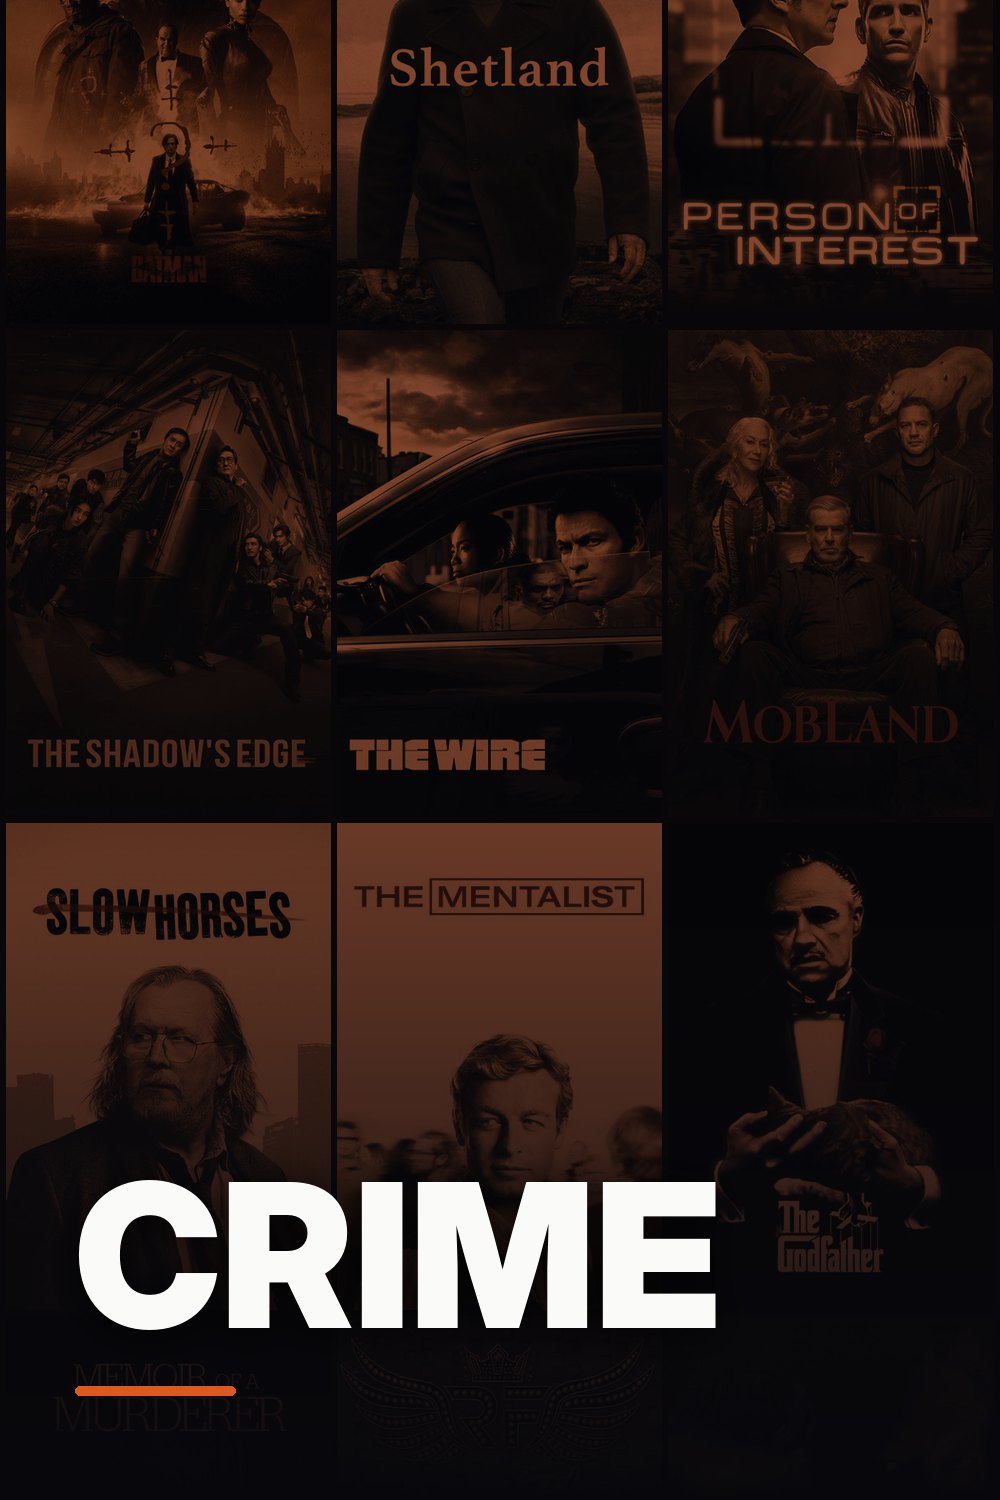 BATMAN
Shetland
PERSON OF
INTEREST
THE SHADOW'S EDGE
THE WIRE
MOBLAND
SLOW HORSES
THE MENTALIST
The
Godfather
CRIME
MEMOIR OF A
MURDERER
RF